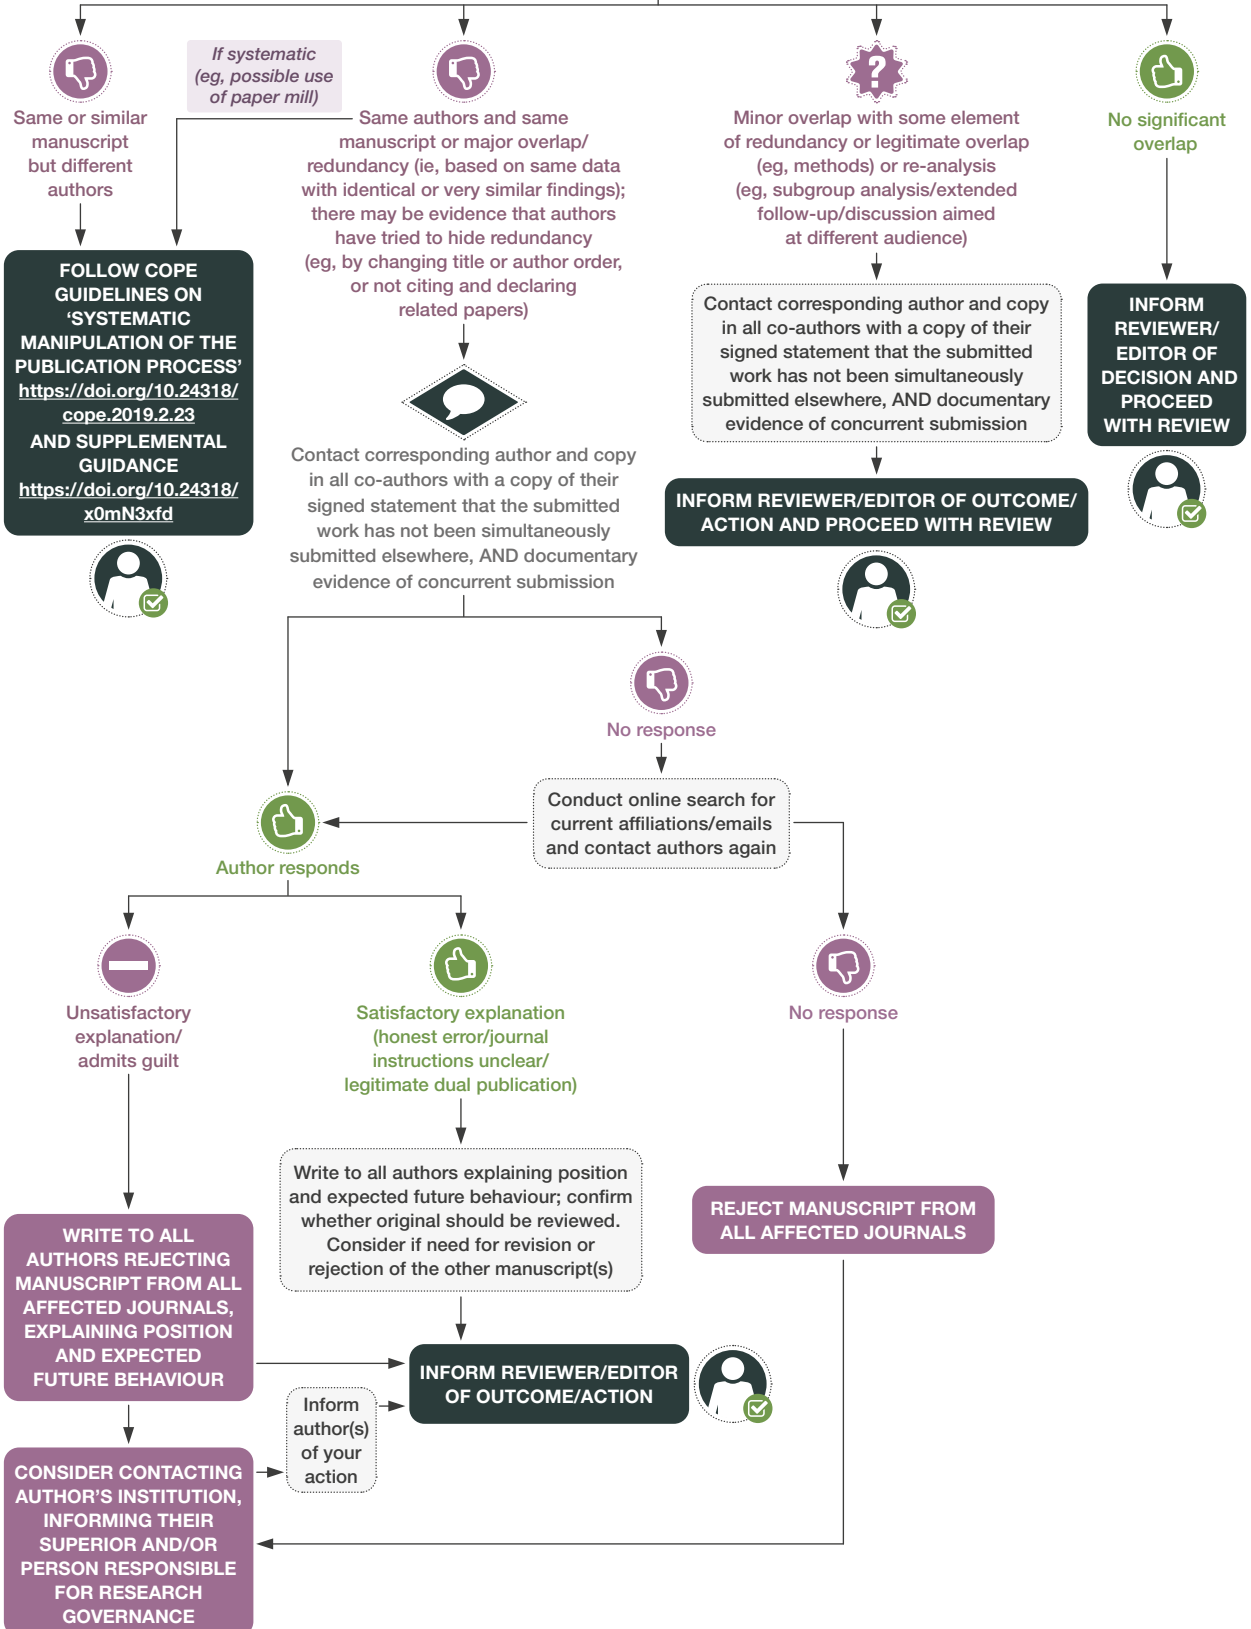 Same or similar
manuscript
but different
authors
If systematic
(eg, possible use
of paper mill)
Same authors and same
manuscript or major overlap/
redundancy (ie, based on same data
with identical or very similar findings);
there may be evidence that authors
have tried to hide redundancy
(eg, by changing title or author order,
or not citing and declaring
related papers)
?
Minor overlap with some element
of redundancy or legitimate overlap
(eg, methods) or re-analysis
(eg, subgroup analysis/extended
follow-up/discussion aimed
at different audience)
No significant
overlap
FOLLOW COPE
GUIDELINES ON
‘SYSTEMATIC
MANIPULATION OF THE
PUBLICATION PROCESS’
https://doi.org/10.24318/
cope.2019.2.23
AND SUPPLEMENTAL
GUIDANCE
https://doi.org/10.24318/
x0mN3xfd
Contact corresponding author and copy
in all co-authors with a copy of their
signed statement that the submitted
work has not been simultaneously
submitted elsewhere, AND documentary
evidence of concurrent submission
Contact corresponding author and copy
in all co-authors with a copy of their
signed statement that the submitted
work has not been simultaneously
submitted elsewhere, AND documentary
evidence of concurrent submission
INFORM
REVIEWER/
EDITOR OF
DECISION AND
PROCEED
WITH REVIEW
INFORM REVIEWER/EDITOR OF OUTCOME/
ACTION AND PROCEED WITH REVIEW
No response
Conduct online search for
current affiliations/emails
and contact authors again
Author responds
Unsatisfactory
explanation/
admits guilt
Satisfactory explanation
(honest error/journal
instructions unclear/
legitimate dual publication)
No response
Write to all authors explaining position
and expected future behaviour; confirm
whether original should be reviewed.
Consider if need for revision or
rejection of the other manuscript(s)
REJECT MANUSCRIPT FROM
ALL AFFECTED JOURNALS
WRITE TO ALL
AUTHORS REJECTING
MANUSCRIPT FROM ALL
AFFECTED JOURNALS,
EXPLAINING POSITION
AND EXPECTED
FUTURE BEHAVIOUR
INFORM REVIEWER/EDITOR
OF OUTCOME/ACTION
Inform
author(s)
of your
action
CONSIDER CONTACTING
AUTHOR’S INSTITUTION,
INFORMING THEIR
SUPERIOR AND/OR
PERSON RESPONSIBLE
FOR RESEARCH
GOVERNANCE